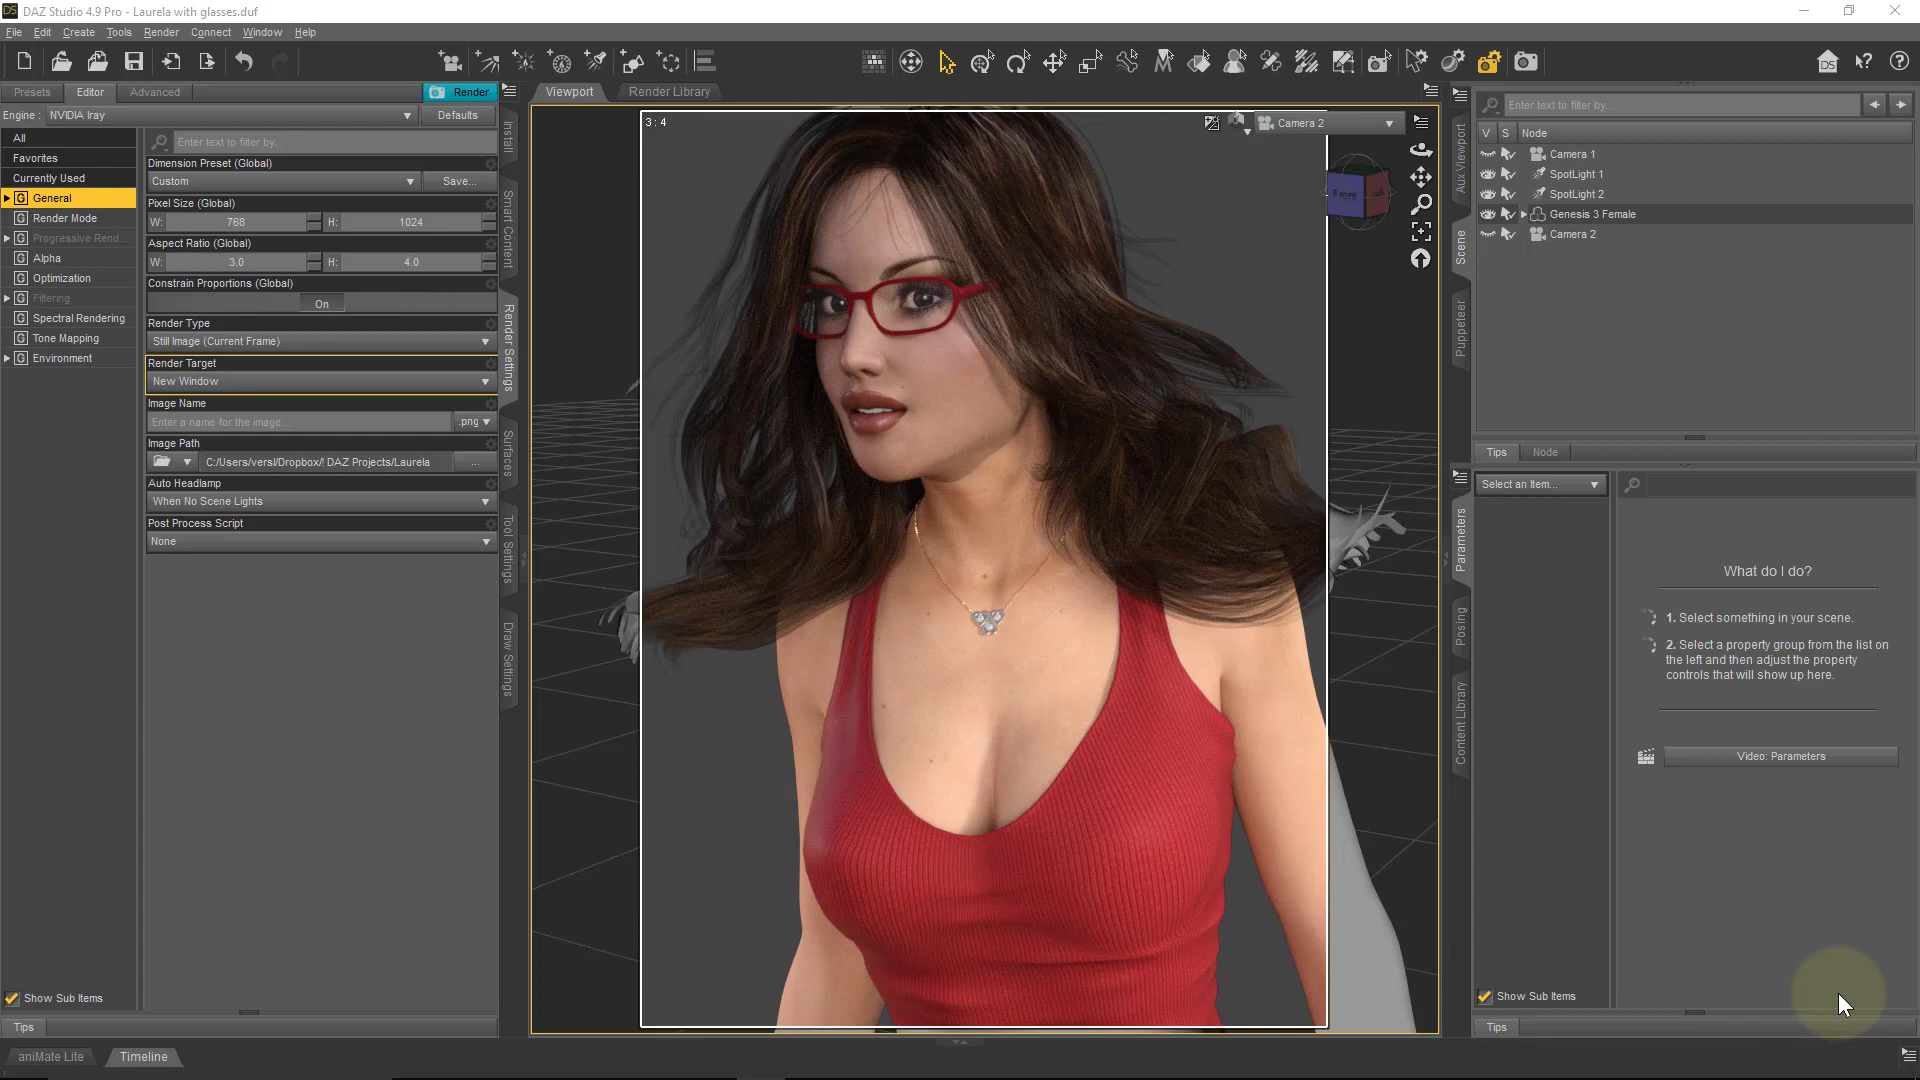 DAZ Studio 4.9 Pro - Laurela with glasses.duf
File Edit Create Tools Render Connect Window Help
Presets Editor Advanced Render
Engine : NVIDIA Iray Defaults
All
Favorites
Currently Used
General
Render Mode
Progressive Rend...
Alpha
Optimization
Filtering
Spectral Rendering
Tone Mapping
Environment
Show Sub Items
Tips
Enter text to filter by...
Dimension Preset (Global)
Custom Save...
Pixel Size (Global)
W: 768 H: 1024
Aspect Ratio (Global)
W: 3.0 H: 4.0
Constrain Proportions (Global)
On
Render Type
Still Image (Current Frame)
Render Target
New Window
Image Name
Enter a name for the image... .png
Image Path
C:/Users/versl/Dropbox/! DAZ Projects/Laurela ...
Auto Headlamp
When No Scene Lights
Post Process Script
None
Install
Smart Content
Render Settings
Surfaces
Tool Settings
Draw Settings
Viewport Render Library
3 : 4
Camera 2
Front
Left
Aux Viewport
Scene
Puppeteer
Enter text to filter by...
V S Node
Camera 1
SpotLight 1
SpotLight 2
Genesis 3 Female
Camera 2
Tips Node
Parameters
Posing
Content Library
Select an Item...
What do I do?
1. Select something in your scene.
2. Select a property group from the list on
the left and then adjust the property
controls that will show up here.
Video: Parameters
Show Sub Items
Tips
aniMate Lite Timeline